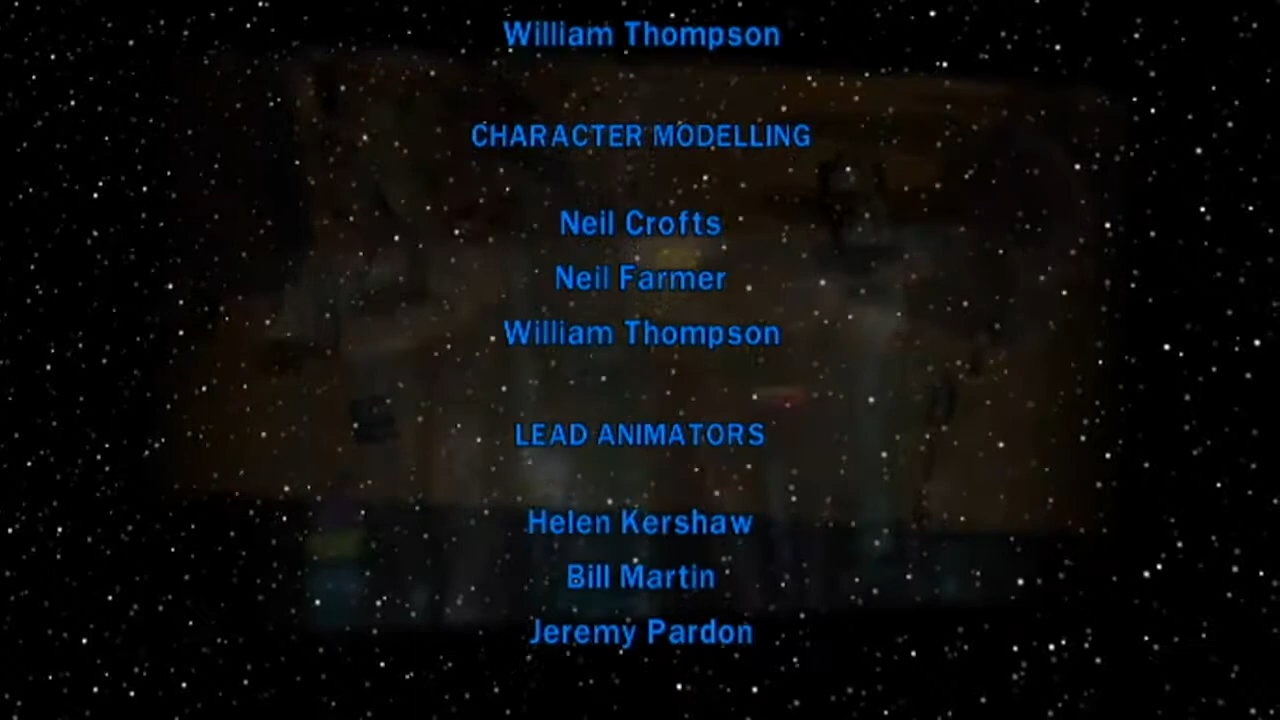 William Thompson
CHARACTER MODELLING
Neil Crofts
Neil Farmer
William Thompson
LEAD ANIMATORS
Helen Kershaw
Bill Martin
Jeremy Pardon